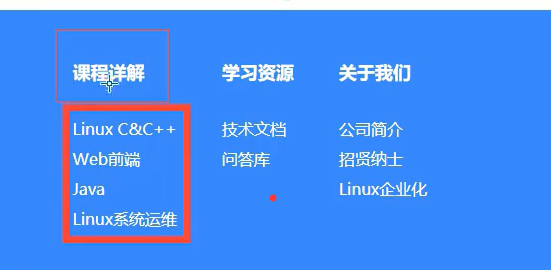 课程详解
Linux C&C++
Web前端
Java
Linux系统运维
学习资源
技术文档
问答库
关于我们
公司简介
招贤纳士
Linux企业化